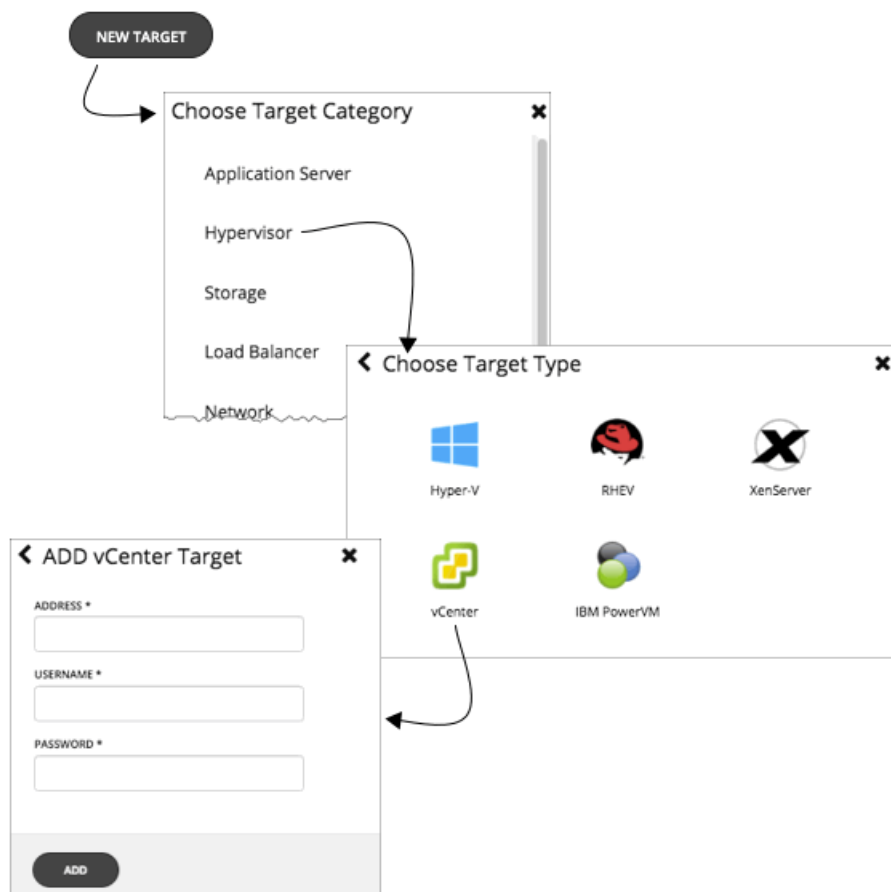 NEW TARGET
Choose Target Category
Application Server
Hypervisor
Storage
Load Balancer
Network
Choose Target Type
Hyper-V
RHEV
XenServer
vCenter
IBM PowerVM
ADD vCenter Target
ADDRESS *
USERNAME *
PASSWORD *
ADD